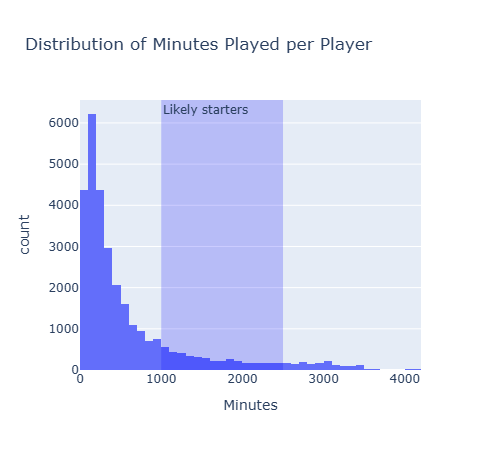 Distribution of Minutes Played per Player
Likely starters
6000
5000
4000
3000
2000
1000
0
count
0 1000 2000 3000 4000
Minutes